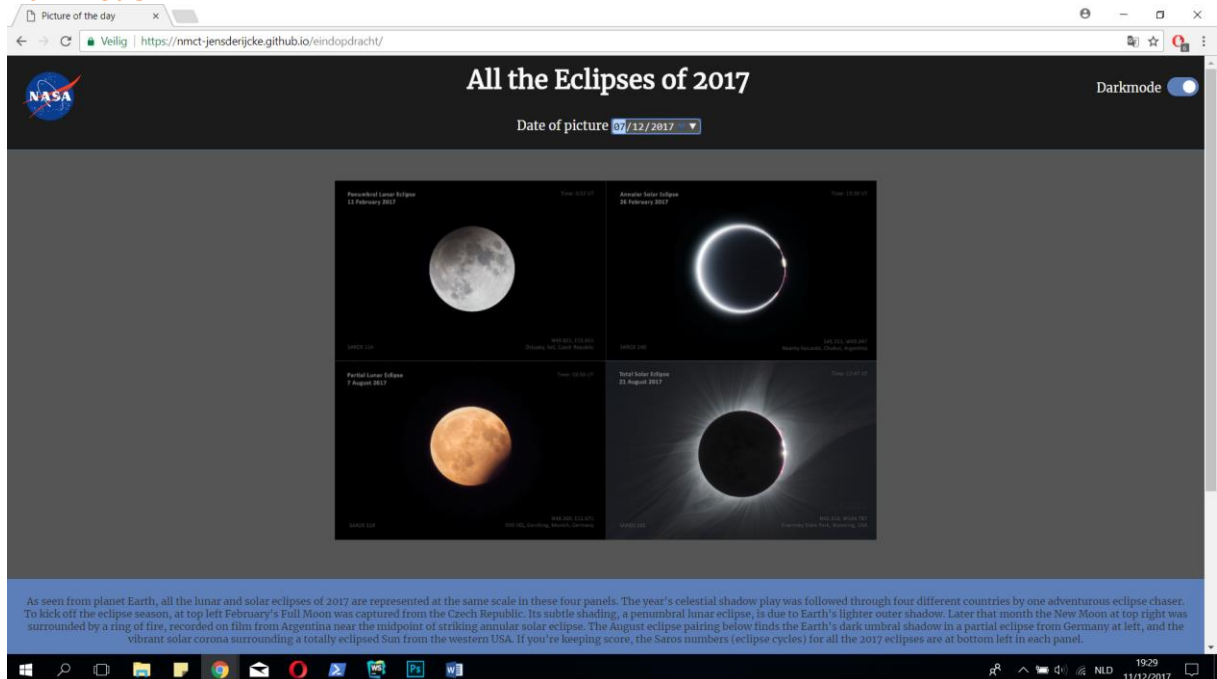 Picture of the day
Veilig | https://nmct-jensderijcke.github.io/eindopdracht/
NASA
All the Eclipses of 2017
Darkmode
Date of picture 07/12/2017
Penumbral Lunar Eclipse
11 February 2017
Annular Solar Eclipse
26 February 2017
Partial Lunar Eclipse
7 August 2017
Total Solar Eclipse
21 August 2017
As seen from planet Earth, all the lunar and solar eclipses of 2017 are represented at the same scale in these four panels. The year's celestial shadow play was followed through four different countries by one adventurous eclipse chaser.
To kick off the eclipse season, at top left February's Full Moon was captured from the Czech Republic. Its subtle shading, a penumbral lunar eclipse, is due to Earth's lighter outer shadow. Later that month the New Moon at top right was
surrounded by a ring of fire, recorded on film from Argentina near the midpoint of striking annular solar eclipse. The August eclipse pairing below finds the Earth's dark umbral shadow in a partial eclipse from Germany at left, and the
vibrant solar corona surrounding a totally eclipsed Sun from the western USA. If you're keeping score, the Saros numbers (eclipse cycles) for all the 2017 eclipses are at bottom left in each panel.
WS
Ps
NLD
19:29
11/12/2017